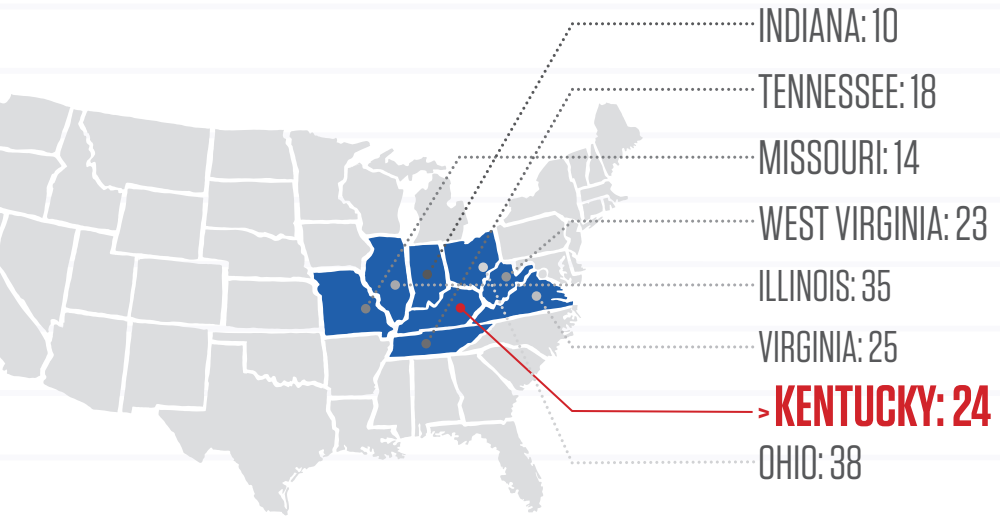 INDIANA: 10
TENNESSEE: 18
MISSOURI: 14
WEST VIRGINIA: 23
ILLINOIS: 35
VIRGINIA: 25
> KENTUCKY: 24
OHIO: 38